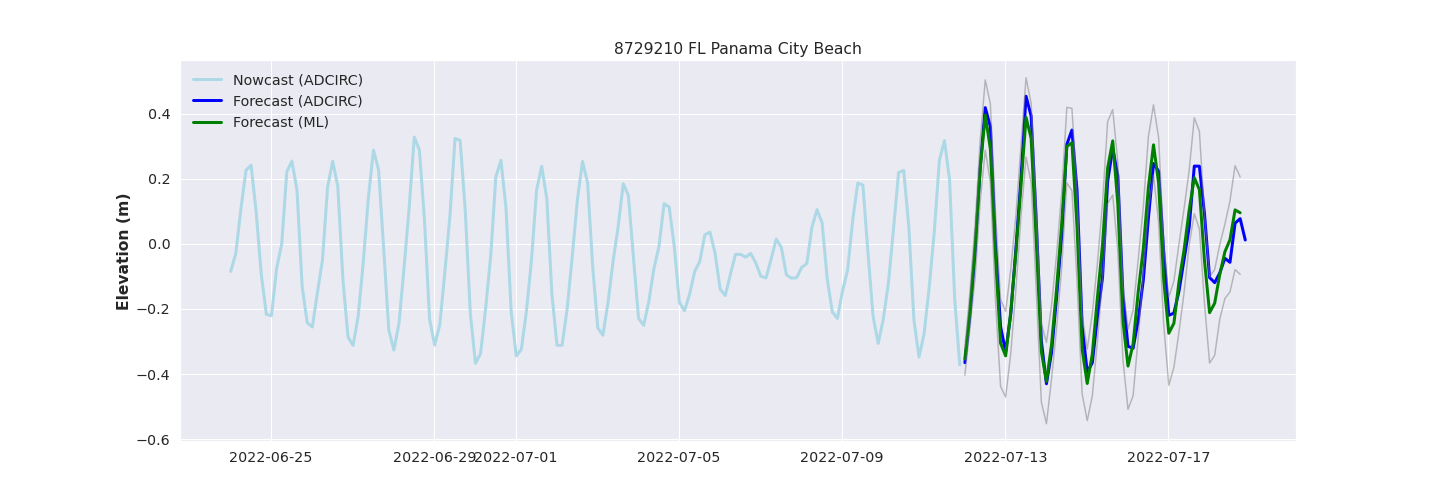 8729210 FL Panama City Beach
Nowcast (ADCIRC)
Forecast (ADCIRC)
Forecast (ML)
Elevation (m)
0.4
0.2
0.0
−0.2
−0.4
−0.6
2022-06-25 2022-06-29 2022-07-01 2022-07-05 2022-07-09 2022-07-13 2022-07-17